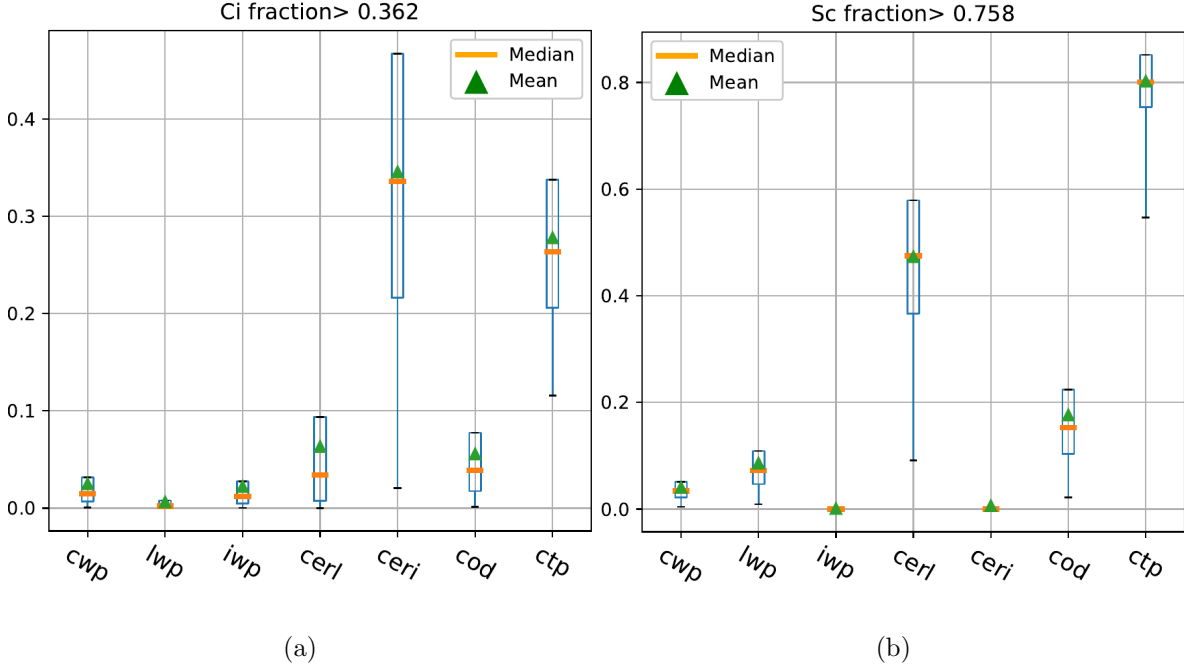 Ci fraction> 0.362
Median
Mean
0.4
0.3
0.2
0.1
0.0
cwp
lwp
iwp
cerl
ceri
cod
ctp
(a)
Sc fraction> 0.758
Median
Mean
0.8
0.6
0.4
0.2
0.0
cwp
lwp
iwp
cerl
ceri
cod
ctp
(b)